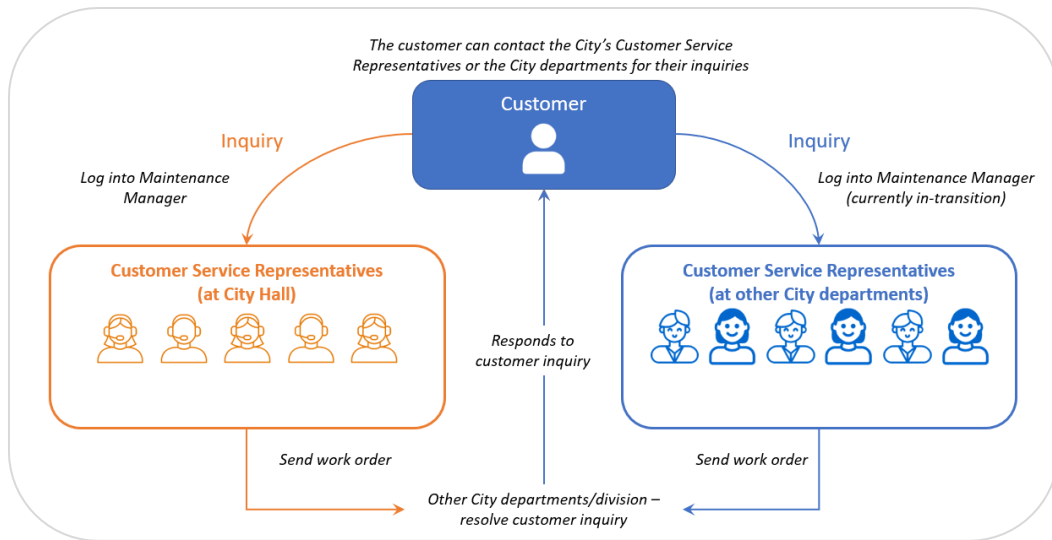 The customer can contact the City's Customer Service
Representatives or the City departments for their inquiries
Customer
Inquiry
Inquiry
Log into Maintenance
Manager
Log into Maintenance Manager
(currently in-transition)
Customer Service Representatives
(at City Hall)
Customer Service Representatives
(at other City departments)
Responds to
customer inquiry
Send work order
Send work order
Other City departments/division –
resolve customer inquiry